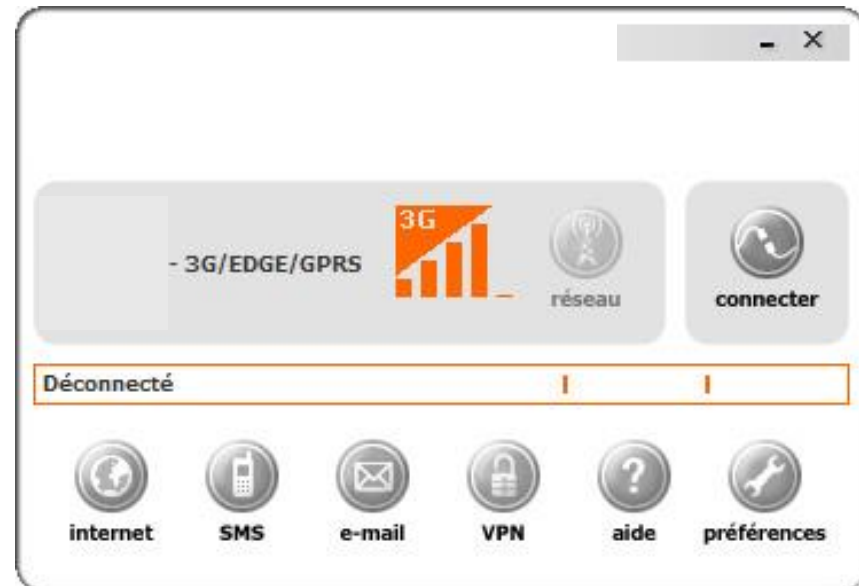 3G
- 3G/EDGE/GPRS
réseau
connecter
Déconnecté
internet SMS e-mail VPN aide préférences